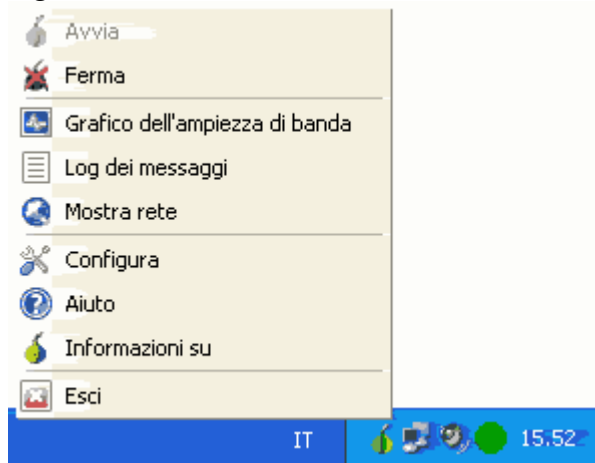 Avvia
Ferma
Grafico dell'ampiezza di banda
Log dei messaggi
Mostra rete
Configura
Aiuto
Informazioni su
Esci
IT
15.52